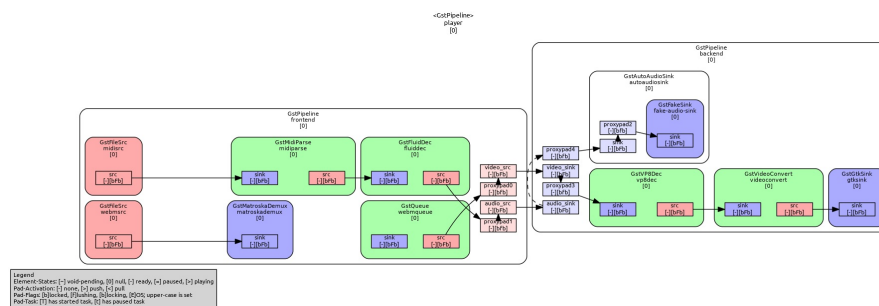 <GstPipeline>
player
[0]
GstPipeline
frontend
[0]
GstFileSrc
midisrc
[0]
src
[-][bfb]
GstMidiParse
midiparse
[0]
sink
[-][bfb]
src
[-][bfb]
GstFluidDec
fluiddec
[0]
sink
[-][bfb]
src
[-][bfb]
GstFileSrc
webmsrc
[0]
src
[-][bfb]
GstMatroskaDemux
matroskademux
[0]
sink
[-][bfb]
GstQueue
webmqueue
[0]
sink
[-][bfb]
src
[-][bfb]
video_src
[-][bfb]
proxypad0
[-][bfb]
audio_src
[-][bfb]
proxypad1
[-][bfb]
GstPipeline
backend
[0]
proxypad4
[-][bfb]
video_sink
[-][bfb]
proxypad3
[-][bfb]
audio_sink
[-][bfb]
GstAutoAudioSink
autoaudiosink
[0]
proxypad2
[-][bfb]
sink
[-][bfb]
GstFakeSink
fake-audio-sink
[0]
sink
[-][bfb]
GstVP8Dec
vp8dec
[0]
sink
[-][bfb]
src
[-][bfb]
GstVideoConvert
videoconvert
[0]
sink
[-][bfb]
src
[-][bfb]
GstGtkSink
gtksink
[0]
sink
[-][bfb]
Legend
Element-States: [~] void-pending, [0] null, [-] ready, [=] paused, [>] playing
Pad-Activation: [-] none, [>] push, [<] pull
Pad-Flags: [b]locked, [f]lushing, [b]locking, [E]OS; upper-case is set
Pad-Task: [T] has started task, [t] has paused task